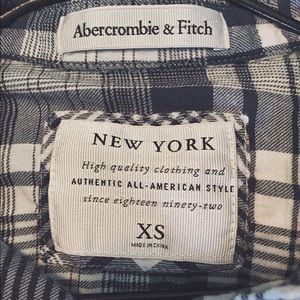 Abercrombie & Fitch
NEW YORK
High quality clothing and
AUTHENTIC ALL-AMERICAN STYLE
since eighteen ninety-two
XS
MADE IN CHINA